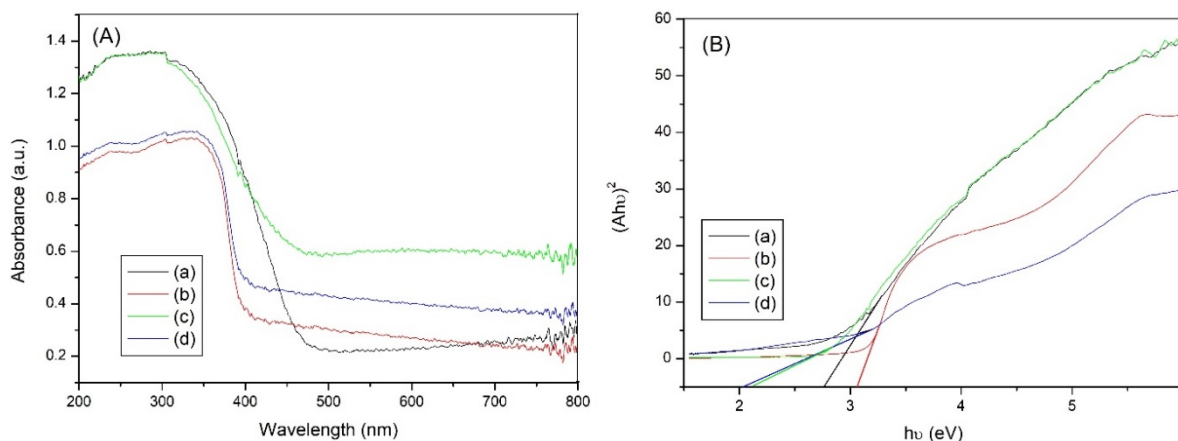 (A)
Absorbance (a.u.)
1.4
1.2
1.0
0.8
0.6
0.4
0.2
(a)
(b)
(c)
(d)
200 300 400 500 600 700 800
Wavelength (nm)
(B)
(Ahυ)²
60
50
40
30
20
10
0
(a)
(b)
(c)
(d)
2 3 4 5
hυ (eV)